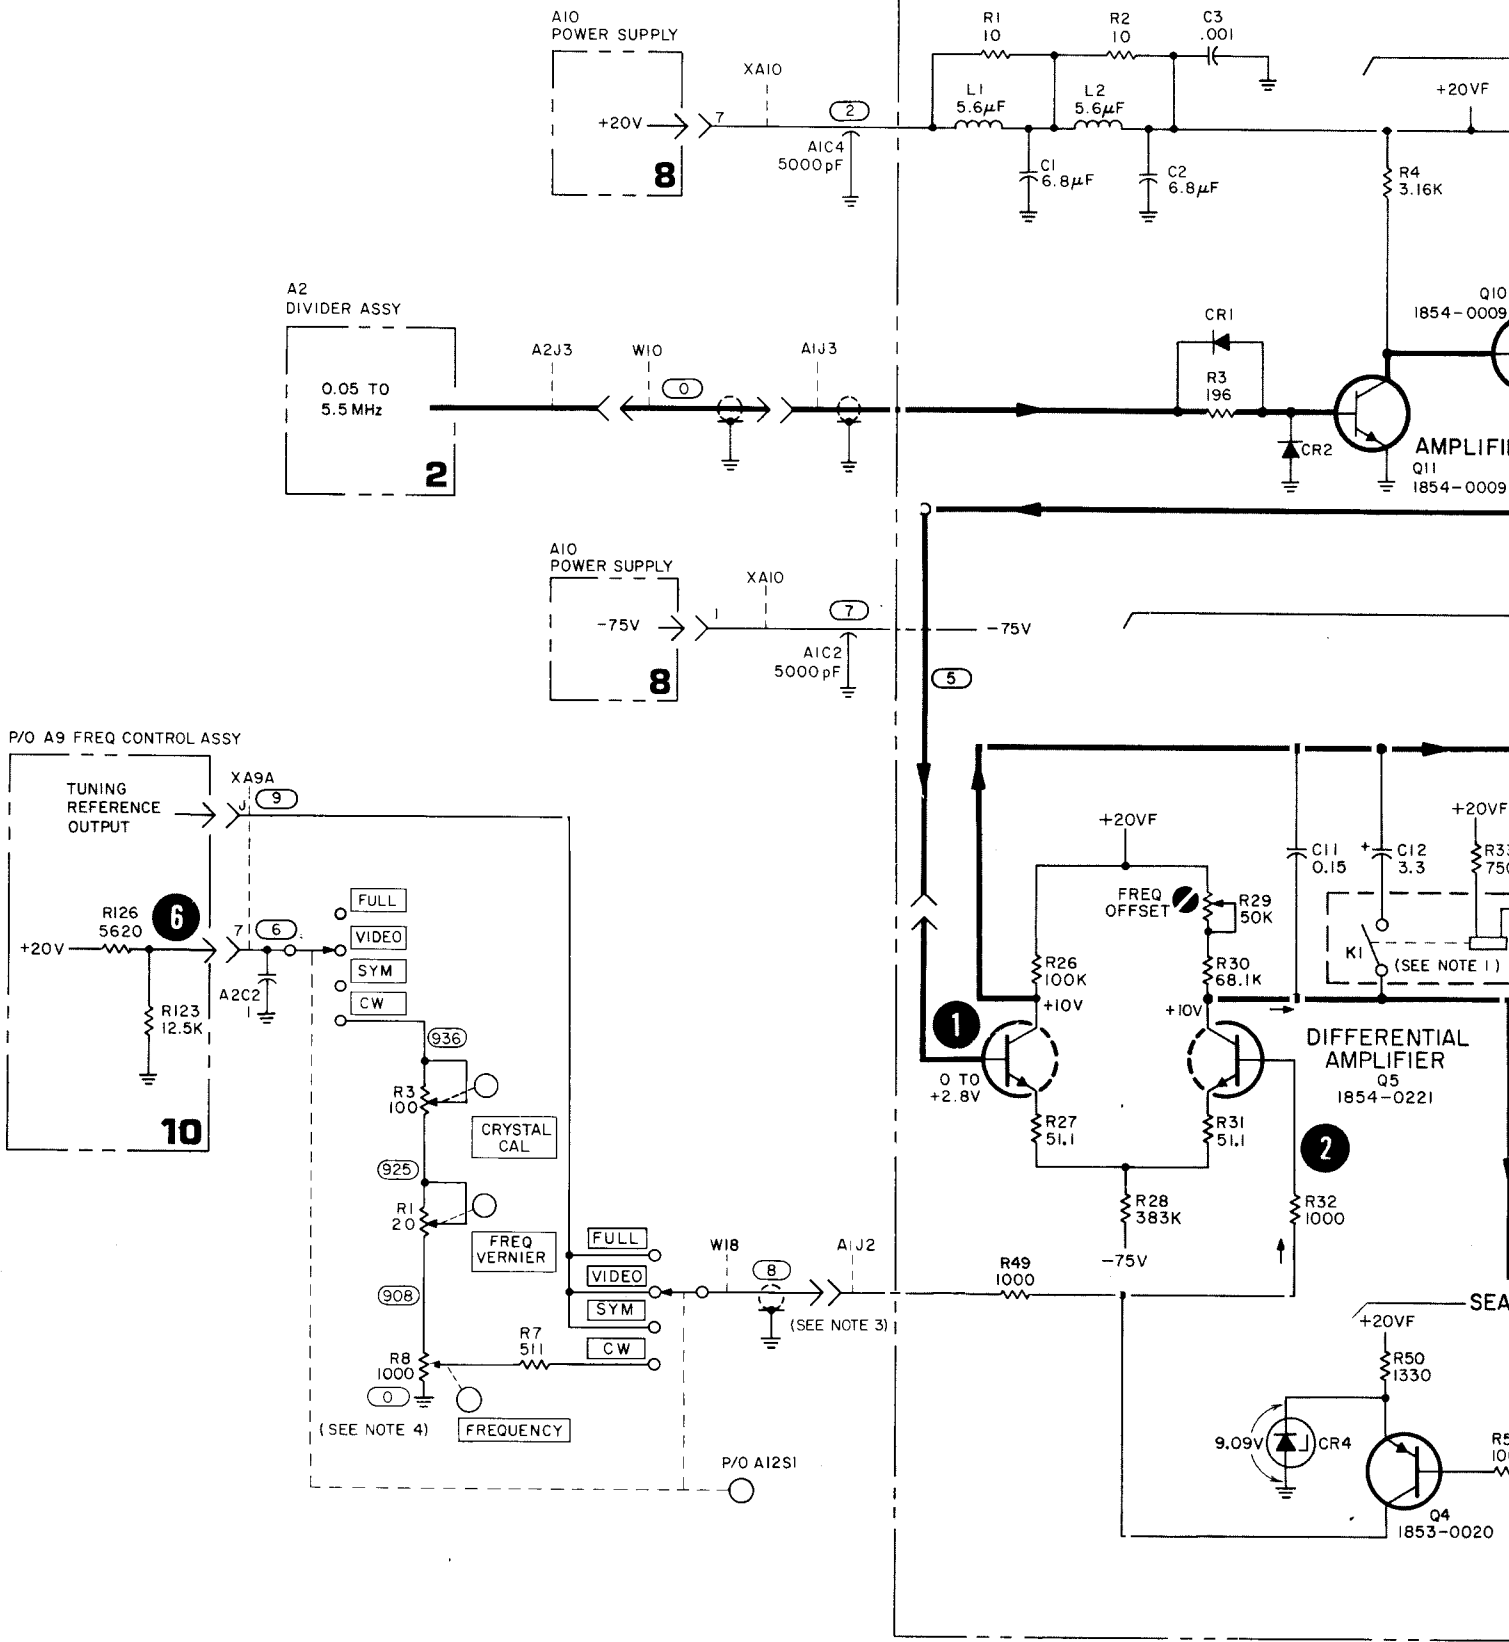 A10
POWER SUPPLY
+20V
8
7
XA10
2
A1C4
5000pF
R1
10
R2
10
C3
.001
L1
5.6µF
L2
5.6µF
C1
6.8µF
C2
6.8µF
+20VF
R4
3.16K
A2
DIVIDER ASSY
0.05 TO
5.5MHz
2
A2J3
W10
0
A1J3
CR1
R3
196
CR2
Q10
1854-0009
AMPLIFI
Q11
1854-0009
A10
POWER SUPPLY
-75V
8
1
XA10
7
A1C2
5000pF
-75V
5
P/O A9 FREQ CONTROL ASSY
TUNING
REFERENCE
OUTPUT
XA9A
J
9
R126
5620
6
+20V
7
6
A2C2
R123
12.5K
10
FULL
VIDEO
SYM
CW
936
R3
100
CRYSTAL
CAL
925
R1
20
FREQ
VERNIER
908
R8
1000
0
(SEE NOTE 4)
FREQUENCY
R7
511
FULL
VIDEO
SYM
CW
W18
8
A1J2
(SEE NOTE 3)
P/O A12S1
+20VF
FREQ
OFFSET
R29
50K
R26
100K
R30
68.1K
+10V
+10V
1
0 TO
+2.8V
R27
51.1
R31
51.1
2
R28
383K
-75V
R32
1000
R49
1000
C11
0.15
+
C12
3.3
+20VF
R33
750
K1
(SEE NOTE 1)
DIFFERENTIAL
AMPLIFIER
Q5
1854-0221
SEA
+20VF
R50
1330
9.09V
CR4
Q4
1853-0020